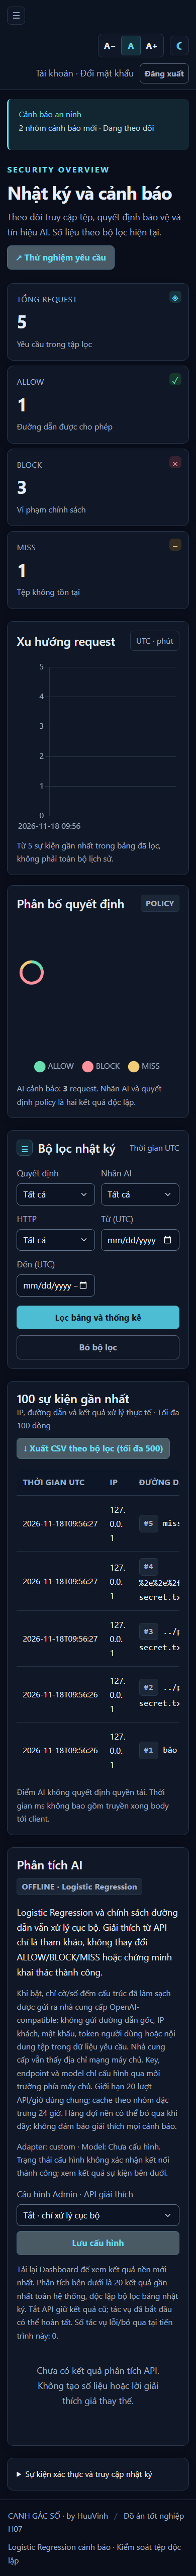 ☰
A− A A+ ☾
Tài khoản · Đổi mật khẩu Đăng xuất
Cảnh báo an ninh
2 nhóm cảnh báo mới · Đang theo dõi
SECURITY OVERVIEW
Nhật ký và cảnh báo
Theo dõi truy cập tệp, quyết định bảo vệ và
tín hiệu AI. Số liệu theo bộ lọc hiện tại.
↗ Thử nghiệm yêu cầu
TỔNG REQUEST
5
Yêu cầu trong tập lọc
ALLOW
1
Đường dẫn được cho phép
BLOCK
3
Vi phạm chính sách
MISS
1
Tệp không tồn tại
Xu hướng request UTC · phút
5
4
3
2
1
0
2026-11-18 09:56
Từ 5 sự kiện gần nhất trong bảng đã lọc,
không phải toàn bộ lịch sử.
Phân bố quyết định POLICY
ALLOW BLOCK MISS
AI cảnh báo: 3 request. Nhãn AI và quyết
định policy là hai kết quả độc lập.
Bộ lọc nhật ký Thời gian UTC
Quyết định Nhãn AI
Tất cả Tất cả
HTTP Từ (UTC)
Tất cả mm/dd/yyyy -
Đến (UTC)
mm/dd/yyyy -
Lọc bảng và thống kê
Bỏ bộ lọc
100 sự kiện gần nhất
IP, đường dẫn và kết quả xử lý thực tế · Tối đa
100 dòng
↓ Xuất CSV theo bộ lọc (tối đa 500)
THỜI GIAN UTC IP ĐƯỜNG D
2026-11-18T09:56:27 127.0.0.1 #5 miss
2026-11-18T09:56:27 127.0.0.1 #4 %2e%2e%2f secret.tx
2026-11-18T09:56:27 127.0.0.1 #3 ../p secret.tx
2026-11-18T09:56:26 127.0.0.1 #2 ../p secret.tx
2026-11-18T09:56:26 127.0.0.1 #1 báo
Điểm AI không quyết định quyền tải. Thời
gian ms không bao gồm truyền xong body
tới client.
Phân tích AI
OFFLINE · Logistic Regression
Logistic Regression và chính sách đường
dẫn vẫn xử lý cục bộ. Giải thích từ API
chỉ là tham khảo, không thay đổi
ALLOW/BLOCK/MISS hoặc chứng minh
khai thác thành công.
Khi bật, chỉ cờ/số đếm cấu trúc đã làm sạch
được gửi ra nhà cung cấp OpenAI-
compatible: không gửi đường dẫn gốc, IP
khách, mật khẩu, token người dùng hoặc nội
dung tệp trong dữ liệu yêu cầu. Nhà cung
cấp vẫn thấy địa chỉ mạng máy chủ. Key,
endpoint và model chỉ cấu hình qua môi
trường phía máy chủ. Giới hạn 20 lượt
API/giờ dùng chung; cache theo nhóm đặc
trưng 24 giờ. Hàng đợi nền có thể bỏ qua khi
đầy; không đảm bảo giải thích mọi cảnh báo.
Adapter: custom · Model: Chưa cấu hình.
Trạng thái cấu hình không xác nhận kết nối
thành công; xem kết quả sự kiện bên dưới.
Cấu hình Admin · API giải thích
Tắt · chỉ xử lý cục bộ
Lưu cấu hình
Tải lại Dashboard để xem kết quả nền mới
nhất. Phân tích bên dưới là 20 kết quả gần
nhất toàn hệ thống, độc lập bộ lọc bảng nhật
ký. Tắt API giữ kết quả cũ; tác vụ đã bắt đầu
có thể hoàn tất. Số tác vụ lỗi/bỏ qua tại tiến
trình này: 0.
Chưa có kết quả phân tích API.
Không tạo số liệu hoặc lời giải
thích giả thay thế.
▶ Sự kiện xác thực và truy cập nhật ký
CANH GÁC SỐ · by HuuVinh / Đồ án tốt nghiệp
H07
Logistic Regression cảnh báo · Kiểm soát tệp độc
lập